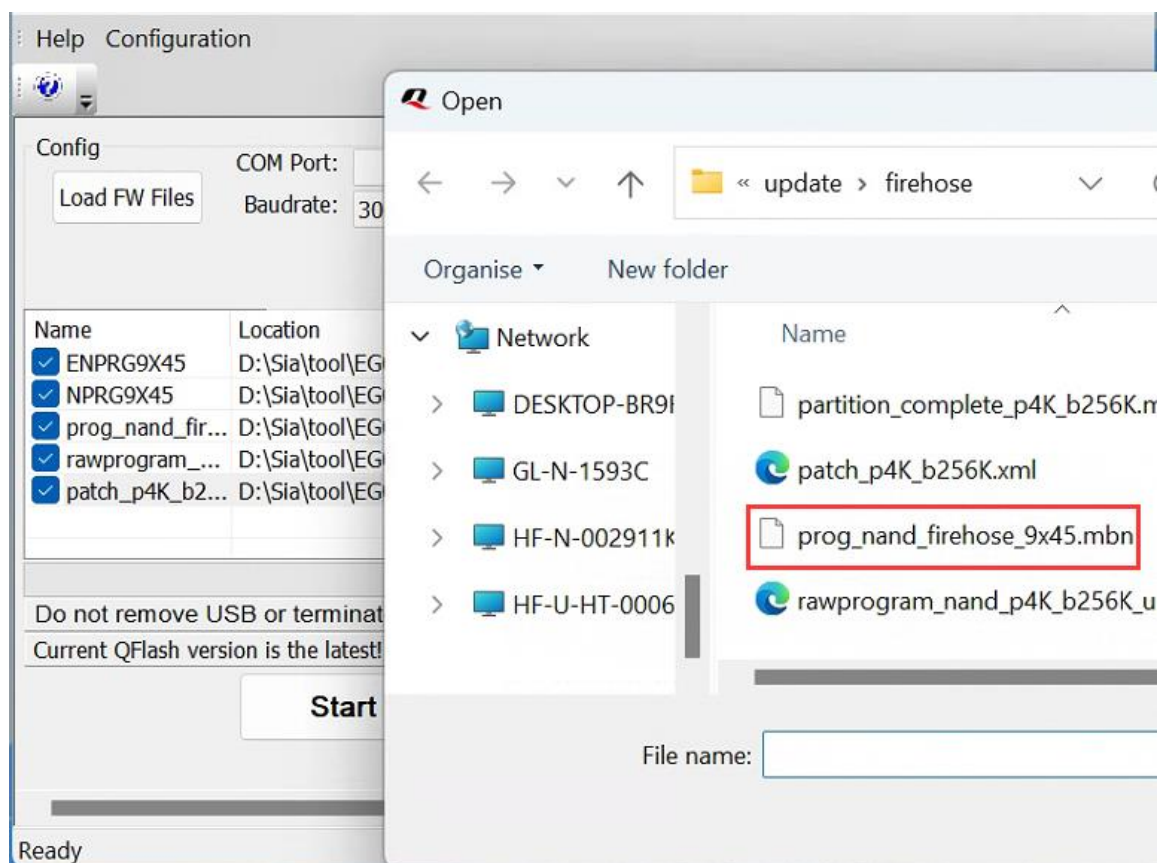 Help Configuration
Open
Config
COM Port:
Load FW Files
Baudrate: 30
« update › firehose
Organise New folder
Name Location
ENPRG9X45 D:\Sia\tool\EG
NPRG9X45 D:\Sia\tool\EG
prog_nand_fir... D:\Sia\tool\EG
rawprogram_... D:\Sia\tool\EG
patch_p4K_b2... D:\Sia\tool\EG
Network
DESKTOP-BR9
GL-N-1593C
HF-N-002911K
HF-U-HT-0006
Name
partition_complete_p4K_b256K.m
patch_p4K_b256K.xml
prog_nand_firehose_9x45.mbn
rawprogram_nand_p4K_b256K_u
Do not remove USB or terminat
Current QFlash version is the latest!
Start
File name:
Ready